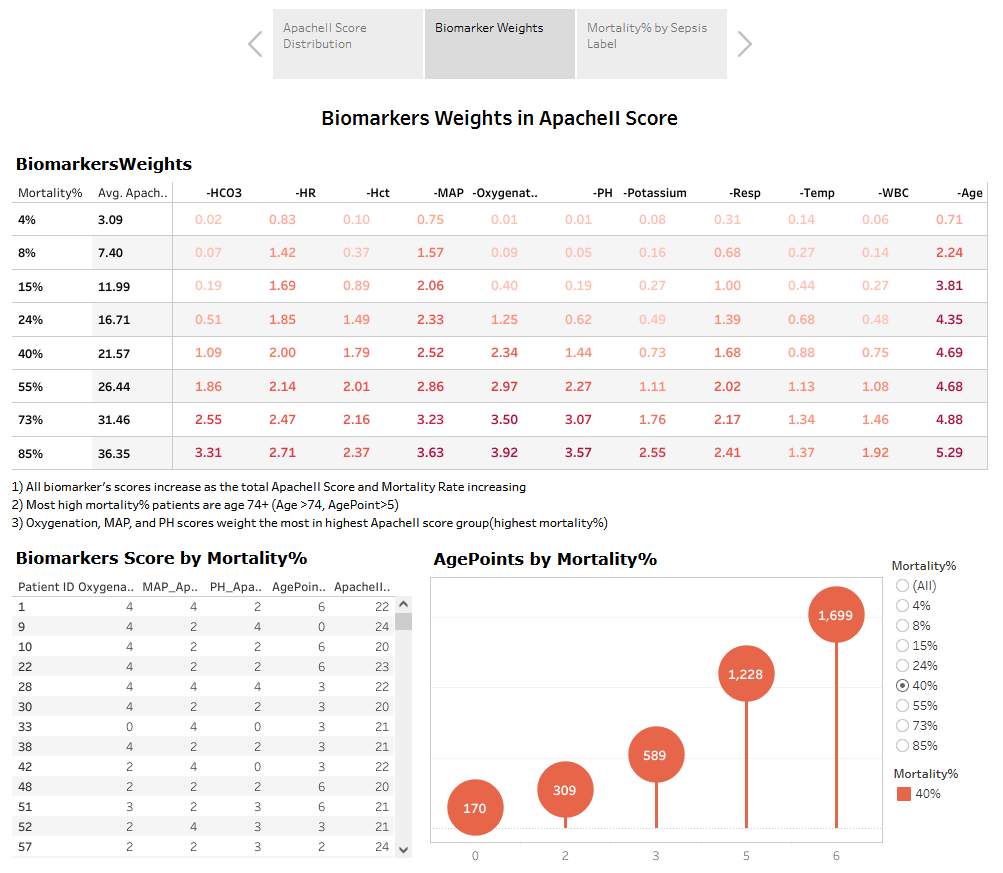 ApacheII Score
Distribution
Biomarker Weights
Mortality% by Sepsis
Label
Biomarkers Weights in ApacheII Score
BiomarkersWeights
Mortality% Avg. Apach.. -HCO3 -HR -Hct -MAP -Oxygenat.. -PH -Potassium -Resp -Temp -WBC -Age
4% 3.09 0.02 0.83 0.10 0.75 0.01 0.01 0.08 0.31 0.14 0.06 0.71
8% 7.40 0.07 1.42 0.37 1.57 0.09 0.05 0.16 0.68 0.27 0.14 2.24
15% 11.99 0.19 1.69 0.89 2.06 0.40 0.19 0.27 1.00 0.44 0.27 3.81
24% 16.71 0.51 1.85 1.49 2.33 1.25 0.62 0.49 1.39 0.68 0.48 4.35
40% 21.57 1.09 2.00 1.79 2.52 2.34 1.44 0.73 1.68 0.88 0.75 4.69
55% 26.44 1.86 2.14 2.01 2.86 2.97 2.27 1.11 2.02 1.13 1.08 4.68
73% 31.46 2.55 2.47 2.16 3.23 3.50 3.07 1.76 2.17 1.34 1.46 4.88
85% 36.35 3.31 2.71 2.37 3.63 3.92 3.57 2.55 2.41 1.37 1.92 5.29
1) All biomarker's scores increase as the total ApacheII Score and Mortality Rate increasing
2) Most high mortality% patients are age 74+ (Age >74, AgePoint>5)
3) Oxygenation, MAP, and PH scores weight the most in highest ApacheII score group(highest mortality%)
Biomarkers Score by Mortality%
Patient ID Oxygena.. MAP_Ap.. PH_Apa.. AgePoin.. ApacheII..
1 4 4 2 6 22
9 4 2 4 0 24
10 4 2 2 6 20
22 4 2 2 6 23
28 4 4 4 3 22
30 4 2 2 3 20
33 0 4 0 3 21
38 4 2 2 3 21
42 2 4 0 3 22
48 2 2 2 6 20
51 3 2 3 6 21
52 2 4 3 3 21
57 2 2 3 2 24
AgePoints by Mortality%
170
309
589
1,228
1,699
0 2 3 5 6
Mortality%
(All)
4%
8%
15%
24%
40%
55%
73%
85%
Mortality%
40%